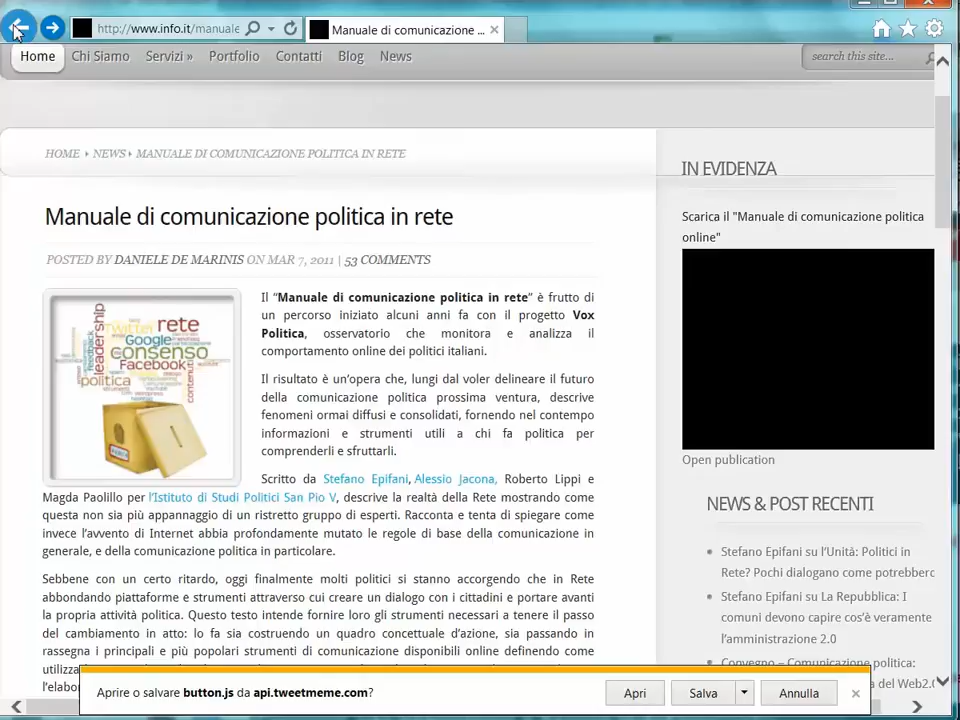 http://www.info.it/manuale
Manuale di comunicazione ...
Home Chi Siamo Servizi » Portfolio Contatti Blog News
search this site...
HOME NEWS MANUALE DI COMUNICAZIONE POLITICA IN RETE
Manuale di comunicazione politica in rete
POSTED BY DANIELE DE MARINIS ON MAR 7, 2011 | 53 COMMENTS
leadership
Twitter
rete
Google
consenso
Facebook
politica
feedback
contenuti
Il “Manuale di comunicazione politica in rete” è frutto di
un percorso iniziato alcuni anni fa con il progetto Vox
Politica, osservatorio che monitora e analizza il
comportamento online dei politici italiani.
Il risultato è un’opera che, lungi dal voler delineare il futuro
della comunicazione politica prossima ventura, descrive
fenomeni ormai diffusi e consolidati, fornendo nel contempo
informazioni e strumenti utili a chi fa politica per
comprenderli e sfruttarli.
Scritto da Stefano Epifani, Alessio Jacona, Roberto Lippi e
Magda Paolillo per l’Istituto di Studi Politici San Pio V, descrive la realtà della Rete mostrando come
questa non sia più appannaggio di un ristretto gruppo di esperti. Racconta e tenta di spiegare come
invece l’avvento di Internet abbia profondamente mutato le regole di base della comunicazione in
generale, e della comunicazione politica in particolare.
Sebbene con un certo ritardo, oggi finalmente molti politici si stanno accorgendo che in Rete
abbondano piattaforme e strumenti attraverso cui creare un dialogo con i cittadini e portare avanti
la propria attività politica. Questo testo intende fornire loro gli strumenti necessari a tenere il passo
del cambiamento in atto: lo fa sia costruendo un quadro concettuale d’azione, sia passando in
rassegna i principali e più popolari strumenti di comunicazione disponibili online definendo come
utilizza
l’elabor
IN EVIDENZA
Scarica il "Manuale di comunicazione politica
online"
Open publication
NEWS & POST RECENTI
Stefano Epifani su l’Unità: Politici in
Rete? Pochi dialogano come potrebberc
Stefano Epifani su La Repubblica: I
comuni devono capire cos’è veramente
l’amministrazione 2.0
Convegno – Comunicazione politica:
a del Web2.0
Aprire o salvare button.js da api.tweetmeme.com?
Apri
Salva
Annulla